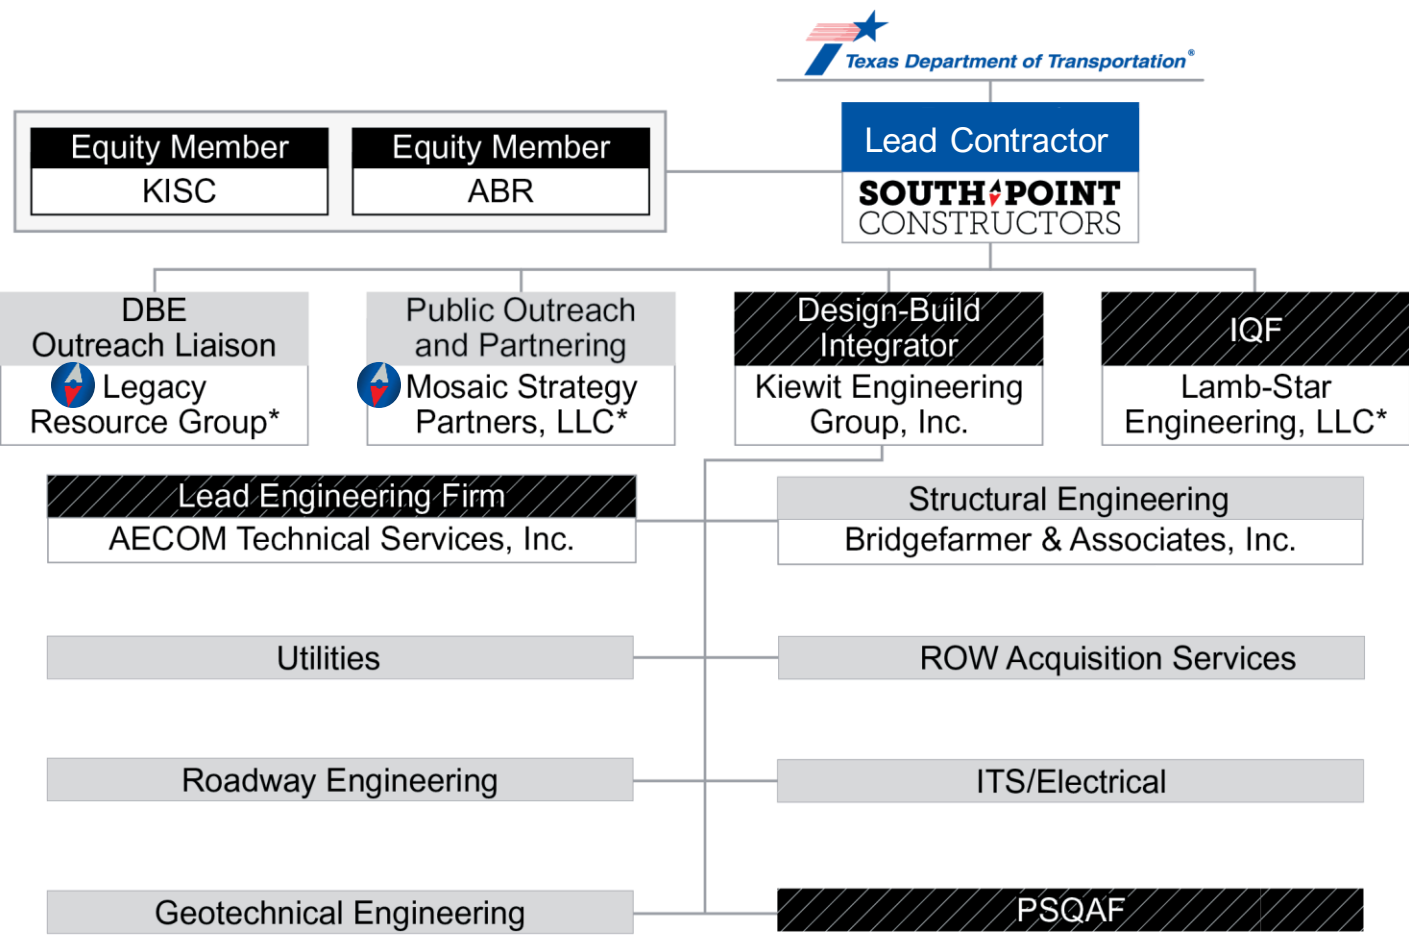 Texas Department of Transportation®
Equity Member
KISC
Equity Member
ABR
Lead Contractor
SOUTH POINT
CONSTRUCTORS
DBE
Outreach Liaison
Legacy
Resource Group*
Public Outreach
and Partnering
Mosaic Strategy
Partners, LLC*
Design-Build
Integrator
Kiewit Engineering
Group, Inc.
IQF
Lamb-Star
Engineering, LLC*
Lead Engineering Firm
AECOM Technical Services, Inc.
Structural Engineering
Bridgefarmer & Associates, Inc.
Utilities
ROW Acquisition Services
Roadway Engineering
ITS/Electrical
Geotechnical Engineering
PSQAF